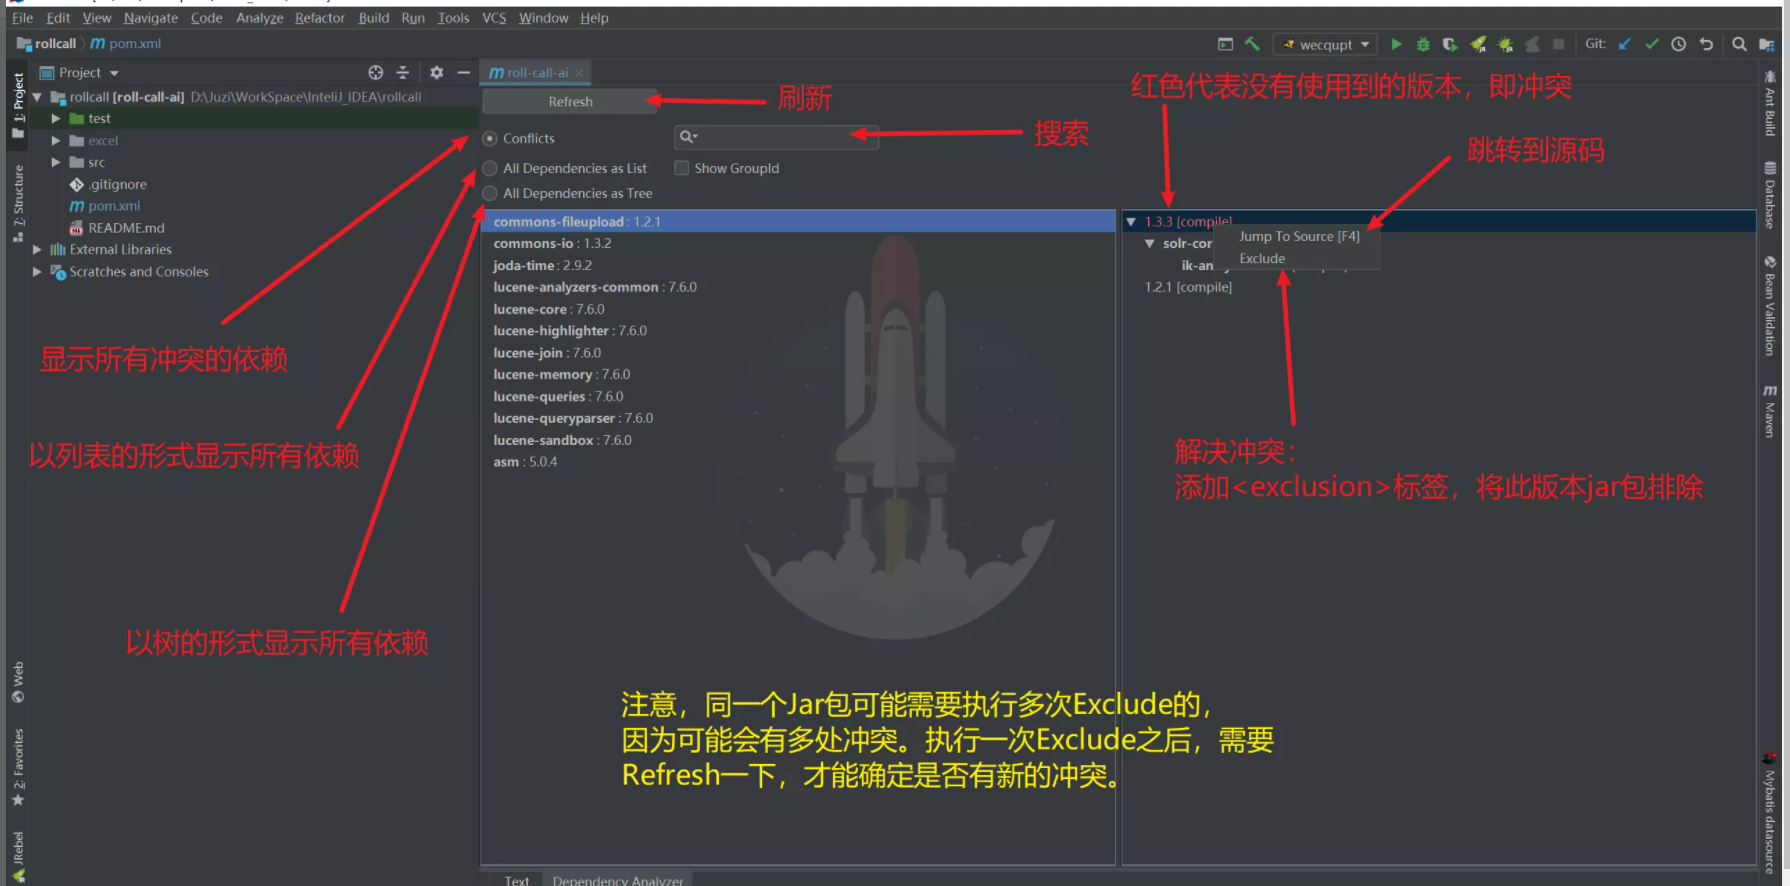 File Edit View Navigate Code Analyze Refactor Build Run Tools VCS Window Help
rollcall m pom.xml
wecqupt Git:
Project
m roll-call-ai
1: Project
7: Structure
Web
2: Favorites
JRebel
rollcall [roll-call-ai] D:\Juzi\WorkSpace\InteliJ_IDEA\rollcall
test
excel
src
.gitignore
m pom.xml
README.md
External Libraries
Scratches and Consoles
Refresh
刷新
Conflicts
搜索
All Dependencies as List
Show GroupId
All Dependencies as Tree
红色代表没有使用到的版本，即冲突
跳转到源码
commons-fileupload : 1.2.1
commons-io : 1.3.2
joda-time : 2.9.2
lucene-analyzers-common : 7.6.0
lucene-core : 7.6.0
lucene-highlighter : 7.6.0
lucene-join : 7.6.0
lucene-memory : 7.6.0
lucene-queries : 7.6.0
lucene-queryparser : 7.6.0
lucene-sandbox : 7.6.0
asm : 5.0.4
1.3.3 [compile]
solr-cor
Jump To Source [F4]
Exclude
1.2.1 [compile]
显示所有冲突的依赖
以列表的形式显示所有依赖
以树的形式显示所有依赖
解决冲突：
添加<exclusion>标签，将此版本jar包排除
注意，同一个Jar包可能需要执行多次Exclude的，
因为可能会有多处冲突。执行一次Exclude之后，需要
Refresh一下，才能确定是否有新的冲突。
Text Dependency Analyzer
Ant Build
Database
Bean Validation
m Maven
Mybatis datasource